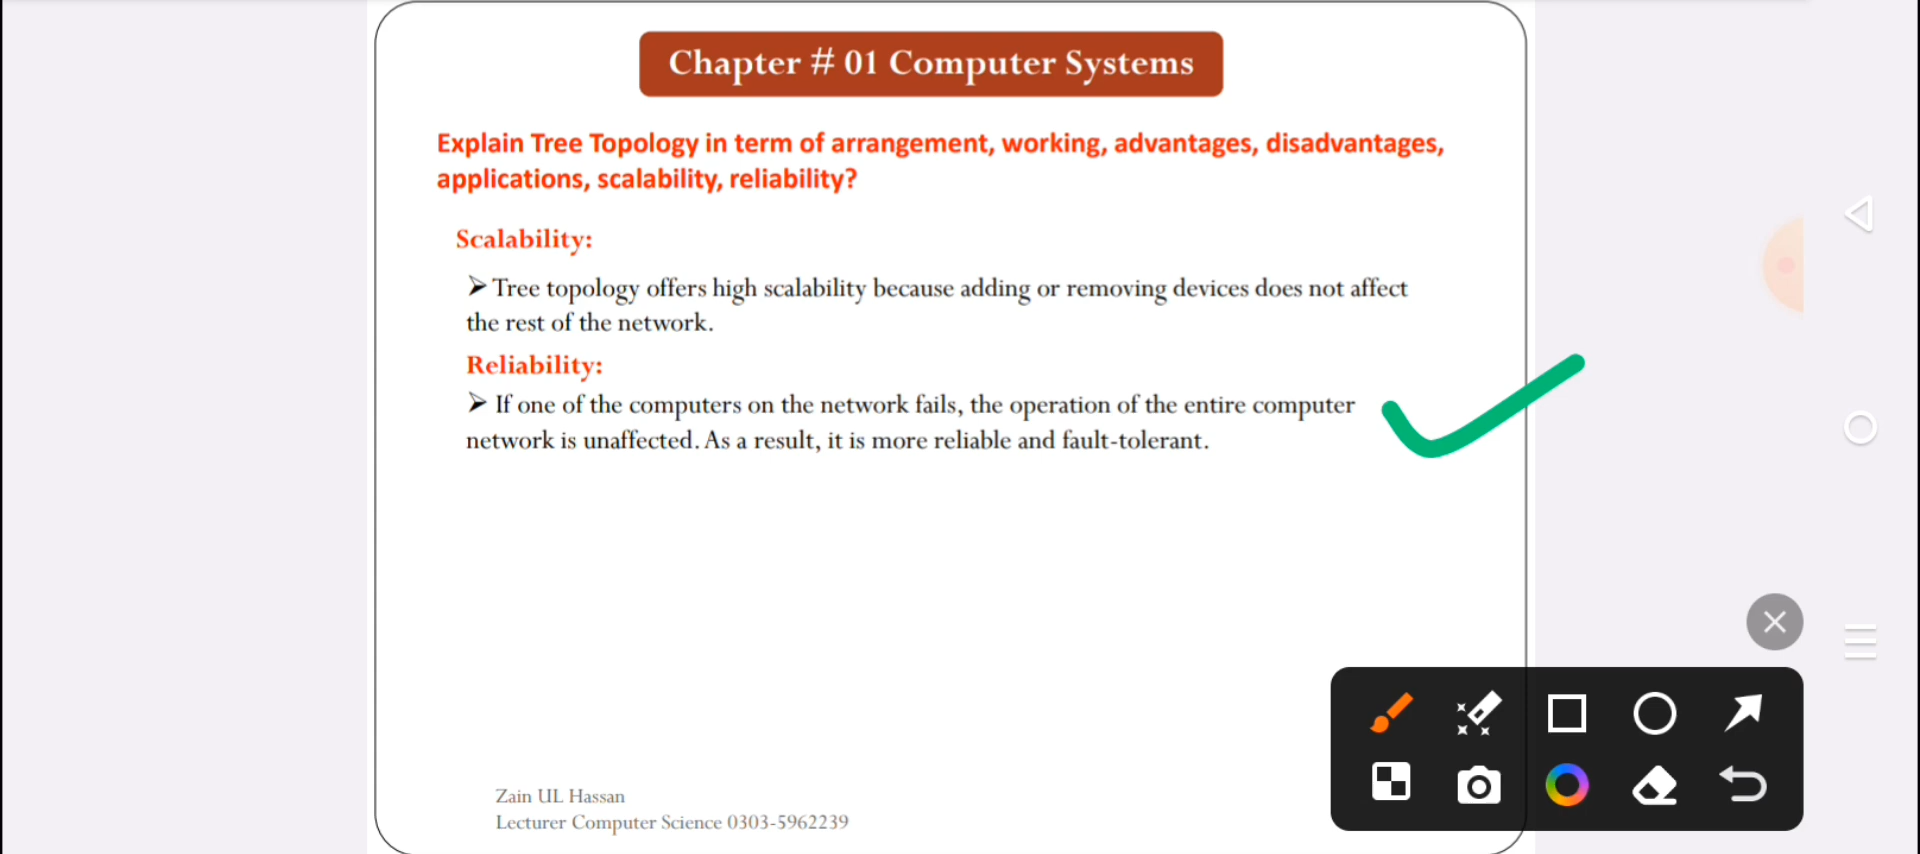 Chapter # 01 Computer Systems
Explain Tree Topology in term of arrangement, working, advantages, disadvantages,
applications, scalability, reliability?
Scalability:
➢ Tree topology offers high scalability because adding or removing devices does not affect
the rest of the network.
Reliability:
➢ If one of the computers on the network fails, the operation of the entire computer
network is unaffected. As a result, it is more reliable and fault-tolerant.
Zain UL Hassan
Lecturer Computer Science 0303-5962239